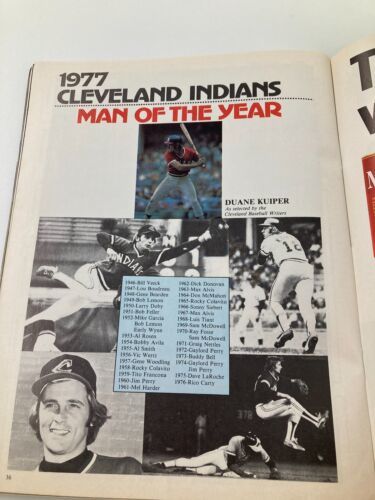 1977
CLEVELAND INDIANS
MAN OF THE YEAR
DUANE KUIPER
As selected by the
Cleveland Baseball Writers
INDIANS
18
1946-Bill Veeck
1947-Lou Boudreau
1948-Gene Bearden
1949-Bob Lemon
1950-Larry Doby
1951-Bob Feller
1952-Mike Garcia
Bob Lemon
Early Wynn
1953-Al Rosen
1954-Bobby Avila
1955-Al Smith
1956-Vic Wertz
1957-Gene Woodling
1958-Rocky Colavito
1959-Tito Francona
1960-Jim Perry
1961-Mel Harder
1962-Dick Donovan
1963-Max Alvis
1964-Don McMahon
1965-Rocky Colavito
1966-Sonny Siebert
1967-Max Alvis
1968-Luis Tiant
1969-Sam McDowell
1970-Ray Fosse
Sam McDowell
1971-Graig Nettles
1972-Gaylord Perry
1973-Buddy Bell
1974-Gaylord Perry
Jim Perry
1975-Dave LaRoche
1976-Rico Carty
378
36
T
M